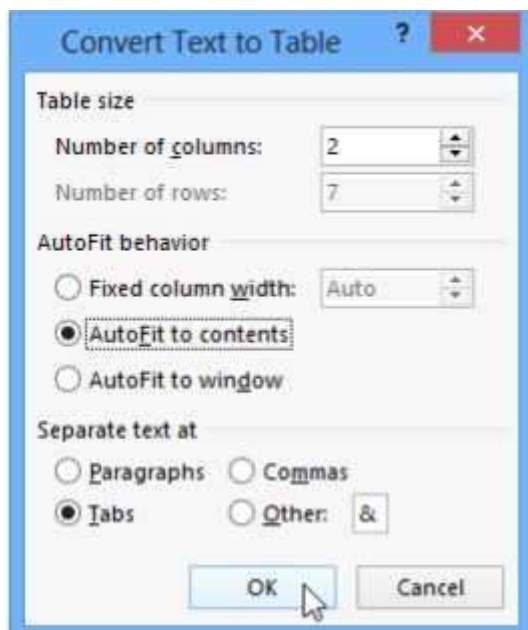 Convert Text to Table ?
Table size
Number of columns: 2
Number of rows: 7
AutoFit behavior
Fixed column width: Auto
AutoFit to contents
AutoFit to window
Separate text at
Paragraphs Commas
Tabs Other: &
OK Cancel